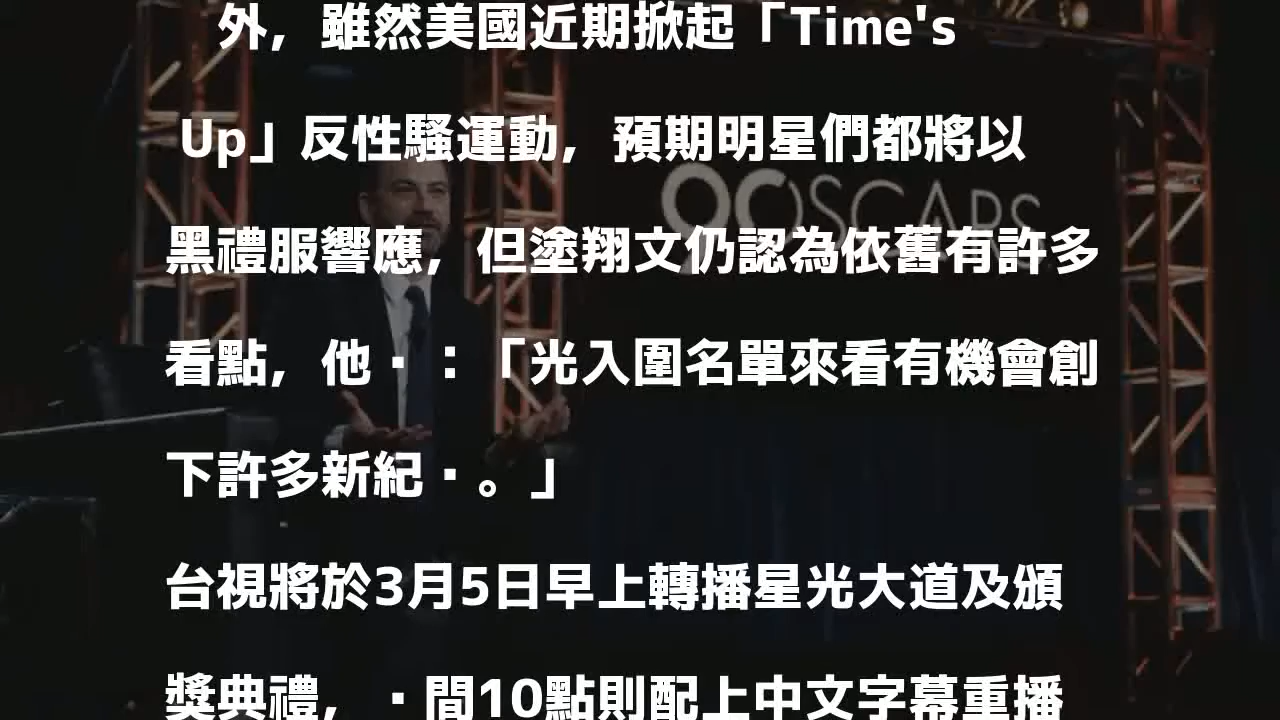 外，雖然美國近期掀起「Time's
Up」反性騷運動，預期明星們都將以
90SCARS
黑禮服響應，但塗翔文仍認為依舊有許多
看點，他·：「光入圍名單來看有機會創
下許多新紀·。」
台視將於3月5日早上轉播星光大道及頒
獎典禮，·間10點則配上中文字幕重播